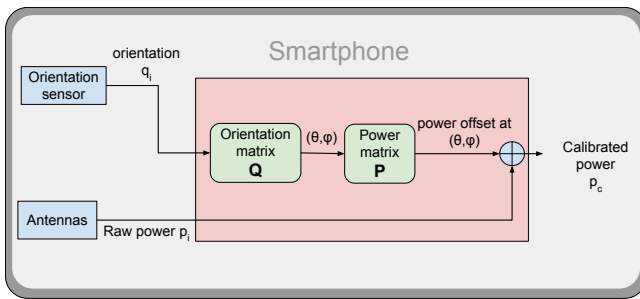 Smartphone
orientation
q_i
Orientation
sensor
Orientation
matrix
Q
(θ,φ)
Power
matrix
P
power offset at
(θ,φ)
Calibrated
power
p_c
Antennas
Raw power p_i